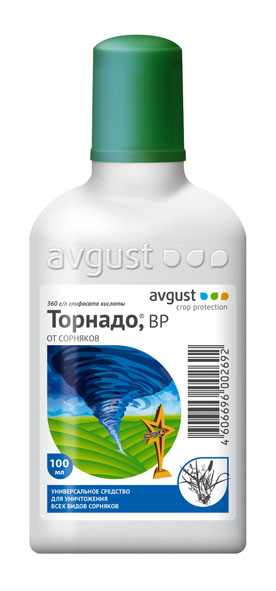 avgust
360 г/л глифосата кислоты
avgust
crop protection
Торнадо®, ВР
ОТ СОРНЯКОВ
4 606696 002692
100
мл
УНИВЕРСАЛЬНОЕ СРЕДСТВО
ДЛЯ УНИЧТОЖЕНИЯ
ВСЕХ ВИДОВ СОРНЯКОВ